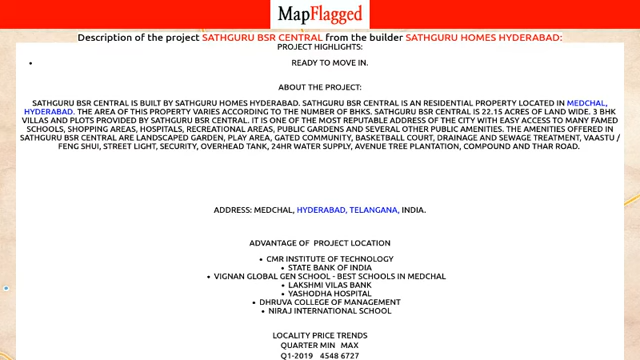 MapFlagged
Description of the project SATHGURU BSR CENTRAL from the builder SATHGURU HOMES HYDERABAD:
PROJECT HIGHLIGHTS:
• READY TO MOVE IN.
ABOUT THE PROJECT:
SATHGURU BSR CENTRAL IS BUILT BY SATHGURU HOMES HYDERABAD. SATHGURU BSR CENTRAL IS AN RESIDENTIAL PROPERTY LOCATED IN MEDCHAL,
HYDERABAD. THE AREA OF THIS PROPERTY VARIES ACCORDING TO THE NUMBER OF BHKS. SATHGURU BSR CENTRAL IS 22.15 ACRES OF LAND WIDE. 3 BHK
VILLAS AND PLOTS PROVIDED BY SATHGURU BSR CENTRAL. IT IS ONE OF THE MOST REPUTABLE ADDRESS OF THE CITY WITH EASY ACCESS TO MANY FAMED
SCHOOLS, SHOPPING AREAS, HOSPITALS, RECREATIONAL AREAS, PUBLIC GARDENS AND SEVERAL OTHER PUBLIC AMENITIES. THE AMENITIES OFFERED IN
SATHGURU BSR CENTRAL ARE LANDSCAPED GARDEN, PLAY AREA, GATED COMMUNITY, BASKETBALL COURT, DRAINAGE AND SEWAGE TREATMENT, VAASTU /
FENG SHUI, STREET LIGHT, SECURITY, OVERHEAD TANK, 24HR WATER SUPPLY, AVENUE TREE PLANTATION, COMPOUND AND THAR ROAD.
ADDRESS: MEDCHAL, HYDERABAD, TELANGANA, INDIA.
ADVANTAGE OF PROJECT LOCATION
• CMR INSTITUTE OF TECHNOLOGY
• STATE BANK OF INDIA
• VIGNAN GLOBAL GEN SCHOOL - BEST SCHOOLS IN MEDCHAL
• LAKSHMI VILAS BANK
• YASHODHA HOSPITAL
• DHRUVA COLLEGE OF MANAGEMENT
• NIRAJ INTERNATIONAL SCHOOL
LOCALITY PRICE TRENDS
QUARTER MIN MAX
Q1-2019 4548 6727